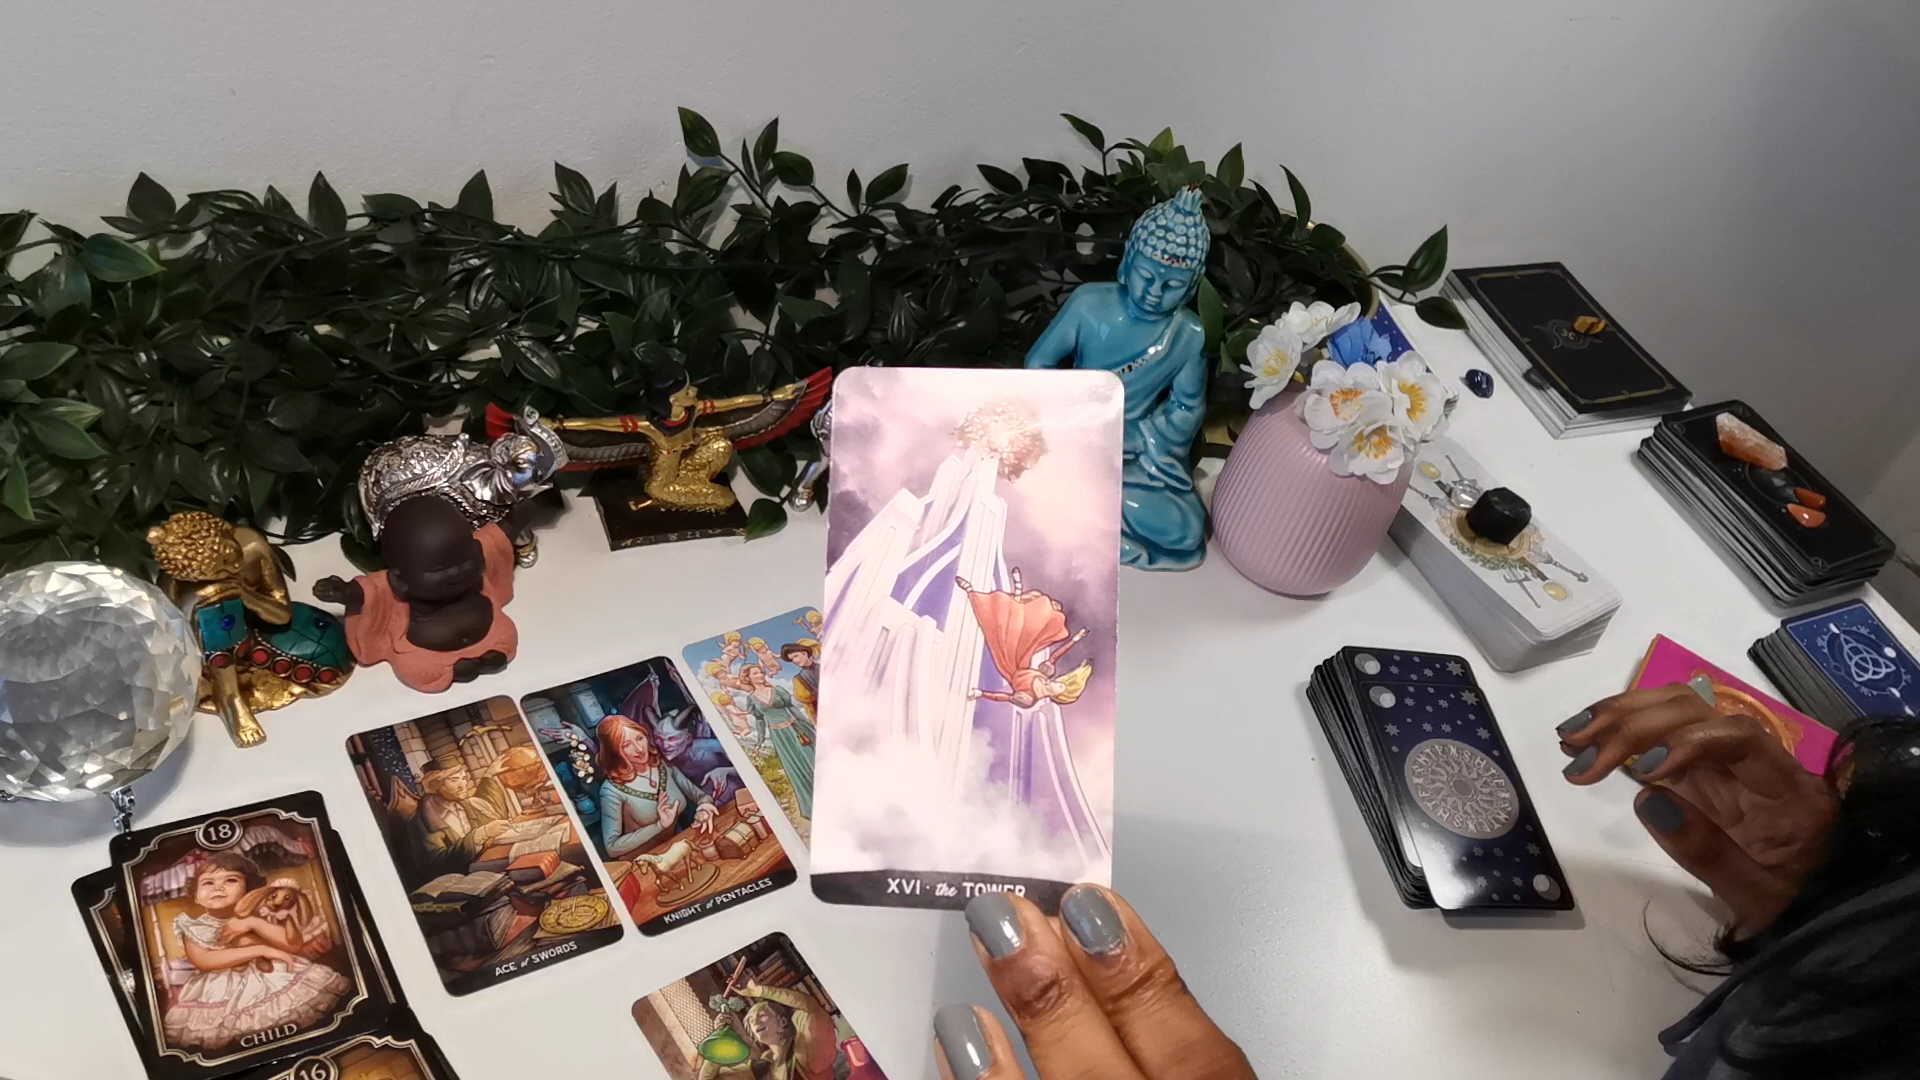 XVI · the TOWER
ACE of SWORDS
KNIGHT of PENTACLES
18
CHILD
16